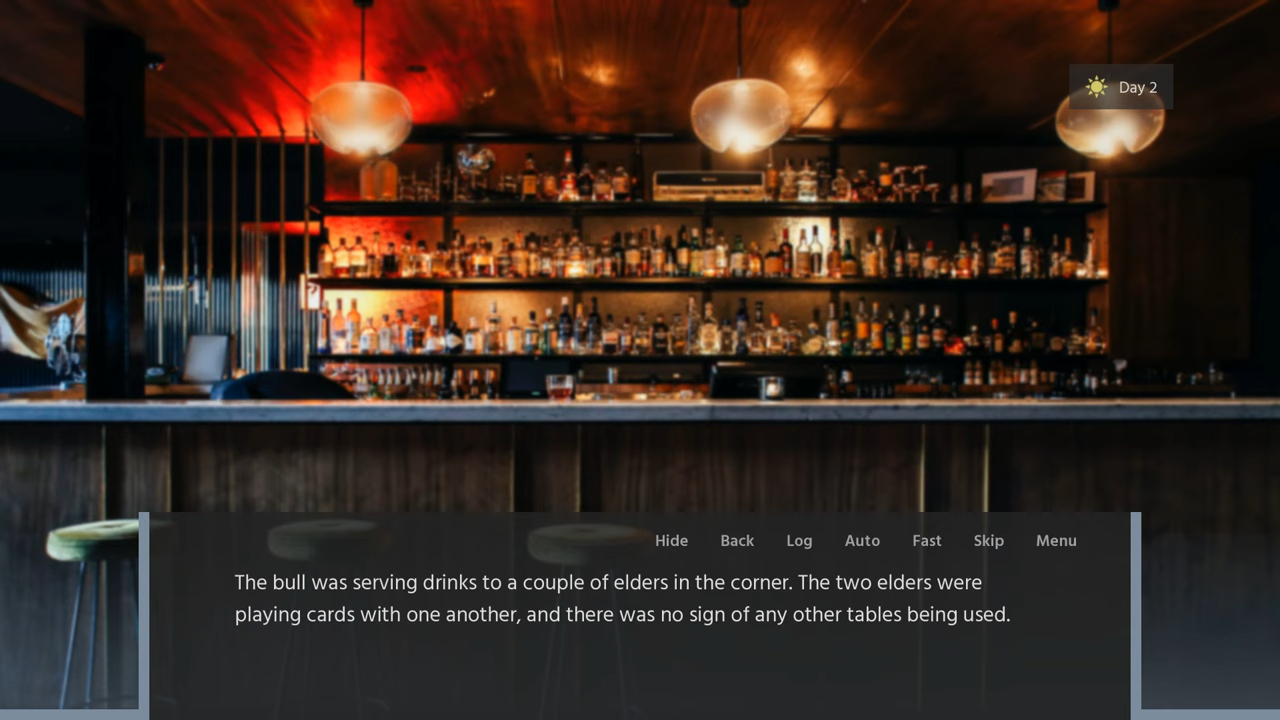 Day 2
Hide Back Log Auto Fast Skip Menu
The bull was serving drinks to a couple of elders in the corner. The two elders were
playing cards with one another, and there was no sign of any other tables being used.